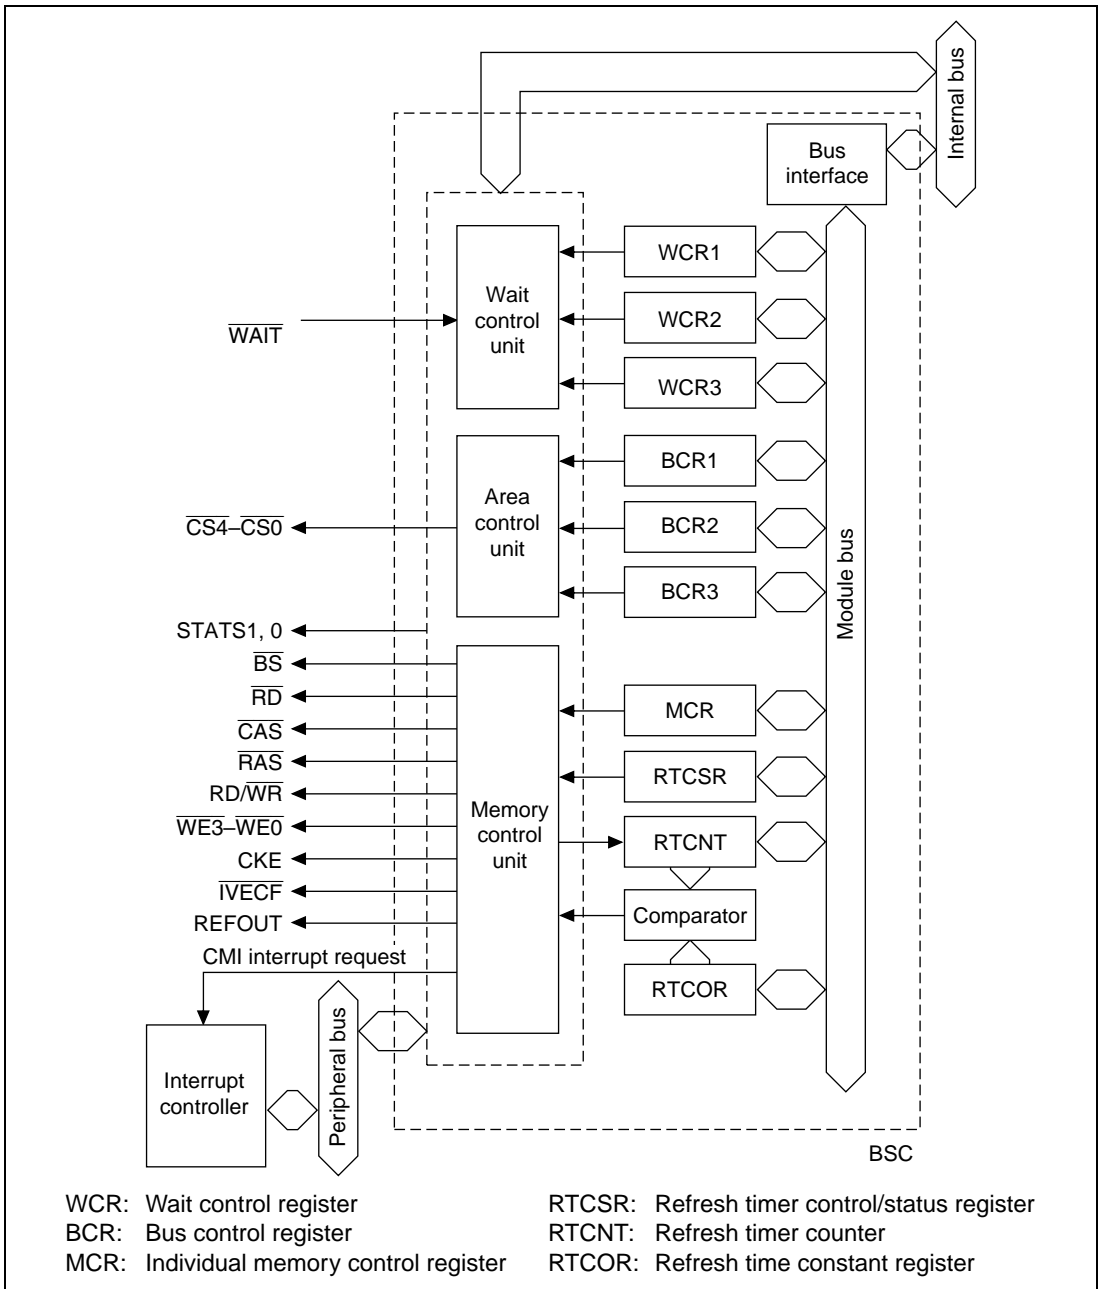 Internal bus
Bus
interface
WCR1
Wait
control
unit
WCR2
WAIT
WCR3
BCR1
Area
control
unit
CS4–CS0
BCR2
BCR3
Module bus
STATS1, 0
BS
RD
MCR
CAS
RAS
RTCSR
RD/WR
Memory
control
unit
WE3–WE0
RTCNT
CKE
IVECF
Comparator
REFOUT
CMI interrupt request
RTCOR
Interrupt
controller
Peripheral bus
BSC
WCR: Wait control register
BCR: Bus control register
MCR: Individual memory control register
RTCSR: Refresh timer control/status register
RTCNT: Refresh timer counter
RTCOR: Refresh time constant register